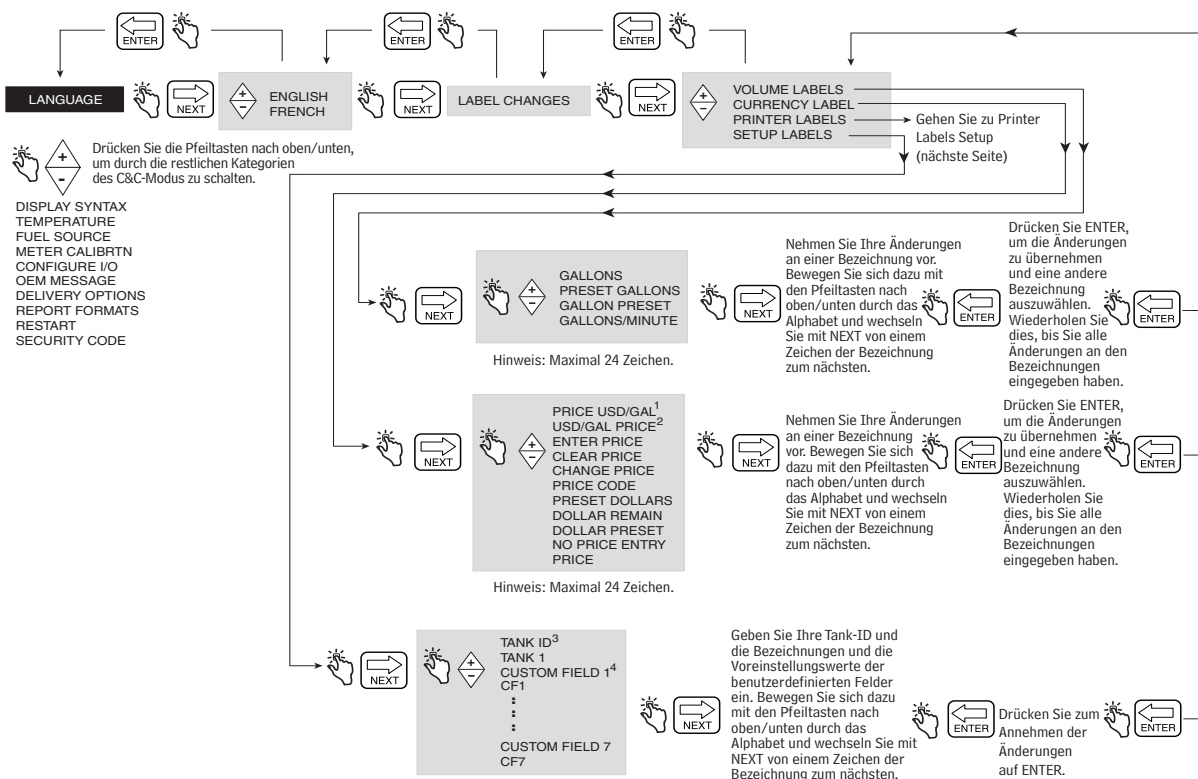 ENTER
ENTER
ENTER
LANGUAGE
NEXT
+
-
ENGLISH
FRENCH
NEXT
LABEL CHANGES
NEXT
+
-
VOLUME LABELS
CURRENCY LABEL
PRINTER LABELS
SETUP LABELS
Gehen Sie zu Printer
Labels Setup
(nächste Seite)
+
-
Drücken Sie die Pfeiltasten nach oben/unten,
um durch die restlichen Kategorien
des C&C-Modus zu schalten.
DISPLAY SYNTAX
TEMPERATURE
FUEL SOURCE
METER CALIBRTN
CONFIGURE I/O
OEM MESSAGE
DELIVERY OPTIONS
REPORT FORMATS
RESTART
SECURITY CODE
NEXT
+
-
GALLONS
PRESET GALLONS
GALLON PRESET
GALLONS/MINUTE
Hinweis: Maximal 24 Zeichen.
NEXT
Nehmen Sie Ihre Änderungen
an einer Bezeichnung vor.
Bewegen Sie sich dazu mit
den Pfeiltasten nach
oben/unten durch das
Alphabet und wechseln
Sie mit NEXT von einem
Zeichen der Bezeichnung
zum nächsten.
ENTER
Drücken Sie ENTER,
um die Änderungen
zu übernehmen
und eine andere
Bezeichnung
auszuwählen.
Wiederholen Sie
dies, bis Sie alle
Änderungen an den
Bezeichnungen
eingegeben haben.
ENTER
NEXT
+
-
PRICE USD/GAL1
USD/GAL PRICE2
ENTER PRICE
CLEAR PRICE
CHANGE PRICE
PRICE CODE
PRESET DOLLARS
DOLLAR REMAIN
DOLLAR PRESET
NO PRICE ENTRY
PRICE
Hinweis: Maximal 24 Zeichen.
NEXT
Nehmen Sie Ihre Änderungen
an einer Bezeichnung
vor. Bewegen Sie sich
dazu mit den Pfeiltasten
nach oben/unten durch
das Alphabet und wechseln
Sie mit NEXT von einem
Zeichen der Bezeichnung
zum nächsten.
ENTER
Drücken Sie ENTER,
um die Änderungen
zu übernehmen
und eine andere
Bezeichnung
auszuwählen.
Wiederholen Sie
dies, bis Sie alle
Änderungen an den
Bezeichnungen
eingegeben haben.
ENTER
NEXT
+
-
TANK ID3
TANK 1
CUSTOM FIELD 14
CF1
:
:
:
CUSTOM FIELD 7
CF7
NEXT
Geben Sie Ihre Tank-ID und
die Bezeichnungen und die
Voreinstellungswerte der
benutzerdefinierten Felder
ein. Bewegen Sie sich dazu
mit den Pfeiltasten nach
oben/unten durch das
Alphabet und wechseln Sie mit
NEXT von einem Zeichen der
Bezeichnung zum nächsten.
ENTER
Drücken Sie zum
Annehmen der
Änderungen
auf ENTER.
ENTER